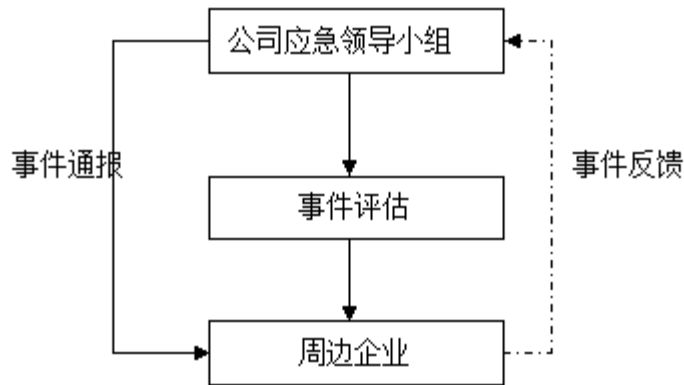 公司应急领导小组
事件通报
事件反馈
事件评估
周边企业